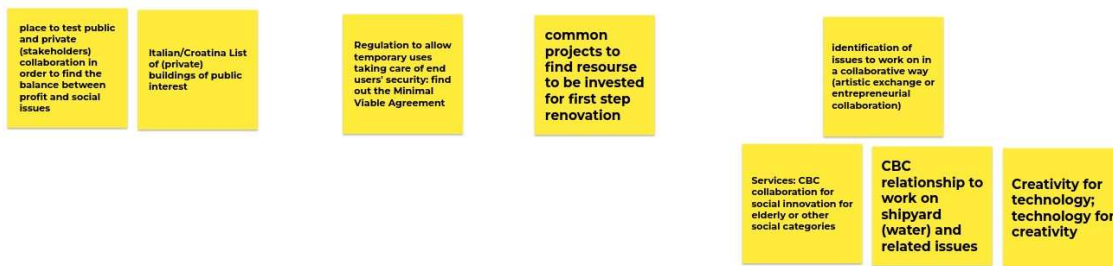 place to test public
and private
(stakeholders)
collaboration in
order to find the
balance between
profit and social
issues
Italian/Croatina List
of (private)
buildings of public
interest
Regulation to allow
temporary uses
taking care of end
users' security: find
out the Minimal
Viable Agreement
common
projects to
find resourse
to be invested
for first step
renovation
identification of
issues to work on in
a collaborative way
(artistic exchange or
entrepreneurial
collaboration)
Services: CBC
collaboration for
social innovation for
elderly or other
social categories
CBC
relationship to
work on
shipyard
(water) and
related issues
Creativity for
technology;
technology for
creativity